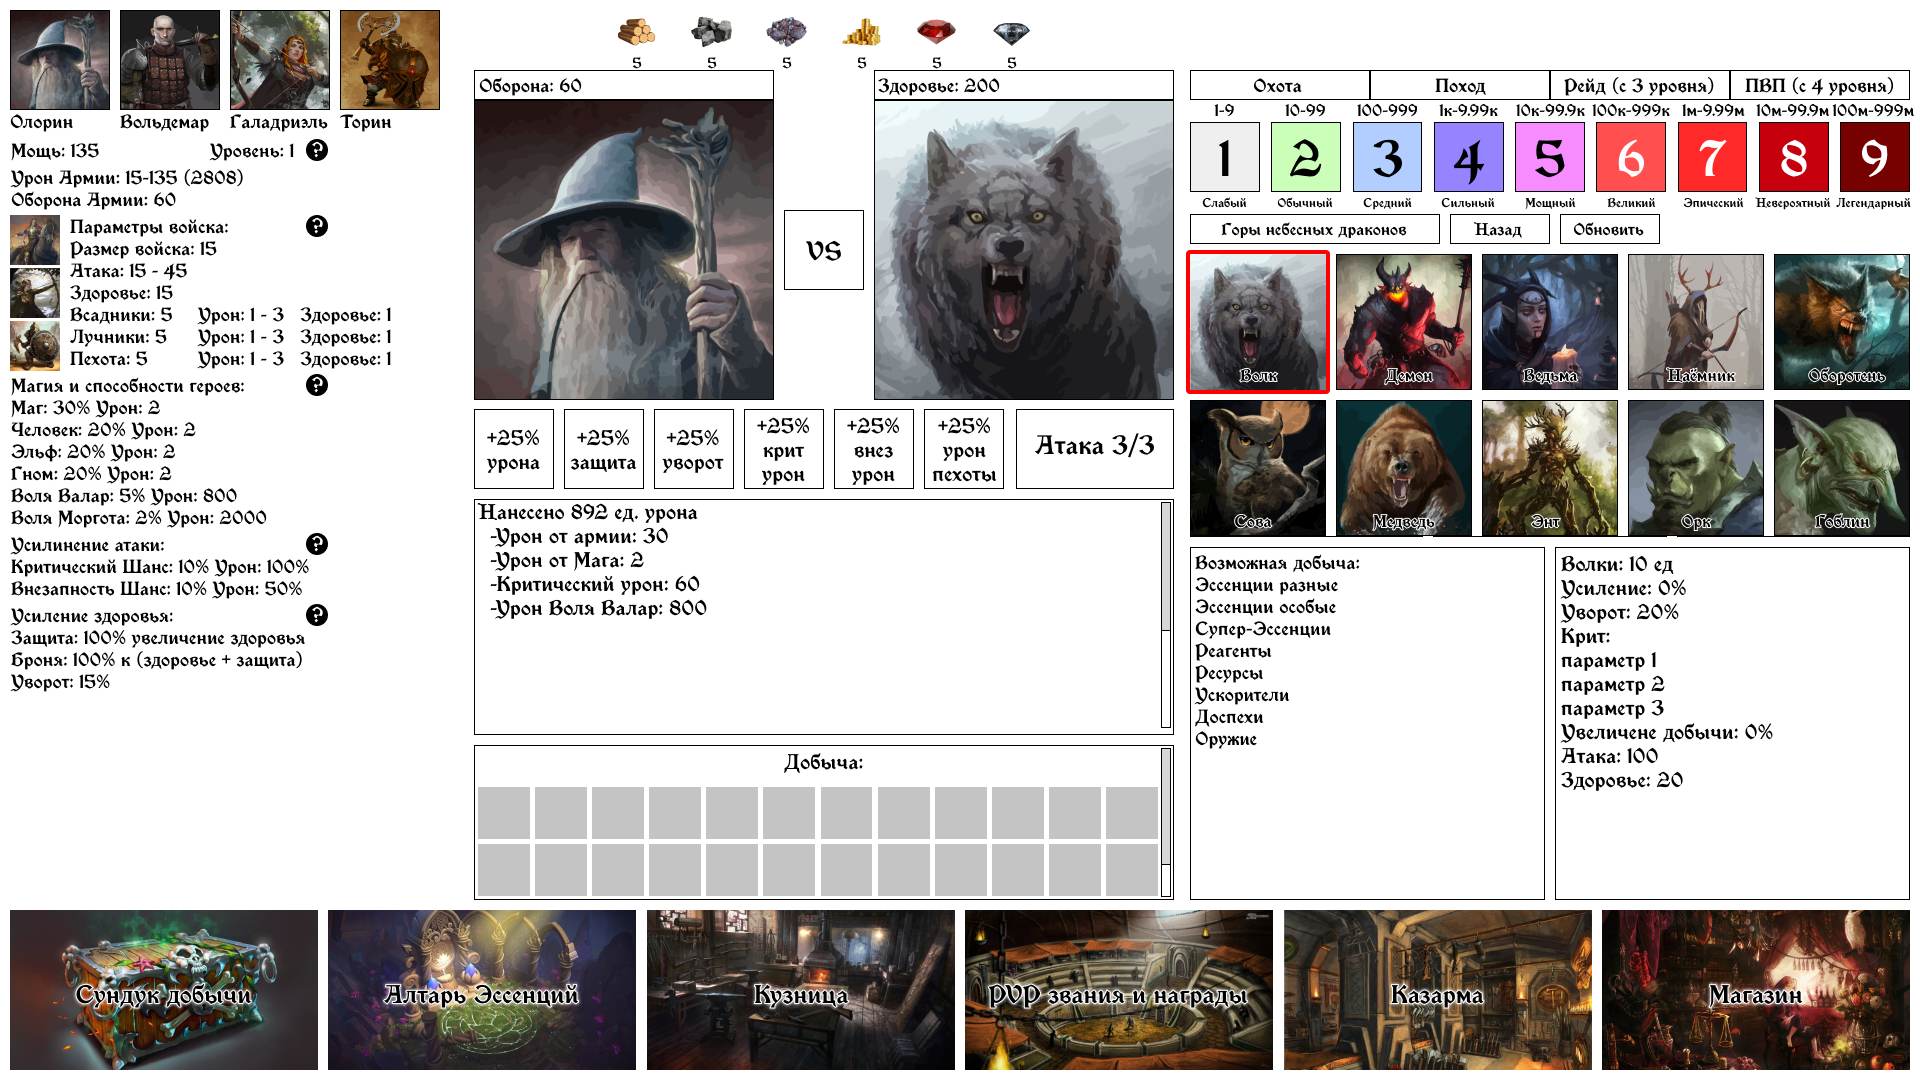 5 5 5 5 5 5
Олорин Вольдемар Галадриэль Торин
Мощь: 135 Уровень: 1 ?
Урон Армии: 15-135 (2808)
Оборона Армии: 60
Параметры войска: ?
Размер войска: 15
Атака: 15 - 45
Здоровье: 15
Всадники: 5 Урон: 1 - 3 Здоровье: 1
Лучники: 5 Урон: 1 - 3 Здоровье: 1
Пехота: 5 Урон: 1 - 3 Здоровье: 1
Магия и способности героев: ?
Маг: 30% Урон: 2
Человек: 20% Урон: 2
Эльф: 20% Урон: 2
Гном: 20% Урон: 2
Воля Валар: 5% Урон: 800
Воля Моргота: 2% Урон: 2000
Усилинение атаки: ?
Критический Шанс: 10% Урон: 100%
Внезапность Шанс: 10% Урон: 50%
Усиление здоровья: ?
Защита: 100% увеличение здоровья
Броня: 100% к (здоровье + защита)
Уворот: 15%
Оборона: 60
VS
Здоровье: 200
+25% урона
+25% защита
+25% уворот
+25% крит урон
+25% внез урон
+25% урон пехоты
Атака 3/3
Нанесено 892 ед. урона
-Урон от армии: 30
-Урон от Мага: 2
-Критический урон: 60
-Урон Воля Валар: 800
Добыча:
Охота Поход Рейд (с 3 уровня) ПВП (с 4 уровня)
1-9 10-99 100-999 1к-9.99к 10к-99.9к 100к-999к 1м-9.99м 10м-99.9м 100м-999м
1 2 3 4 5 6 7 8 9
Слабый Обычный Средний Сильный Мощный Великий Эпический Невероятный Легендарный
Горы небесных драконов Назад Обновить
Волк Демон Ведьма Наёмник Оборотень
Сова Медведь Энт Орк Гоблин
Возможная добыча:
Эссенции разные
Эссенции особые
Супер-Эссенции
Реагенты
Ресурсы
Ускорители
Доспехи
Оружие
Волки: 10 ед
Усиление: 0%
Уворот: 20%
Крит:
параметр 1
параметр 2
параметр 3
Увеличене добычи: 0%
Атака: 100
Здоровье: 20
Сундук добычи Алтарь Эссенций Кузница PVP звания и награды Казарма Магазин